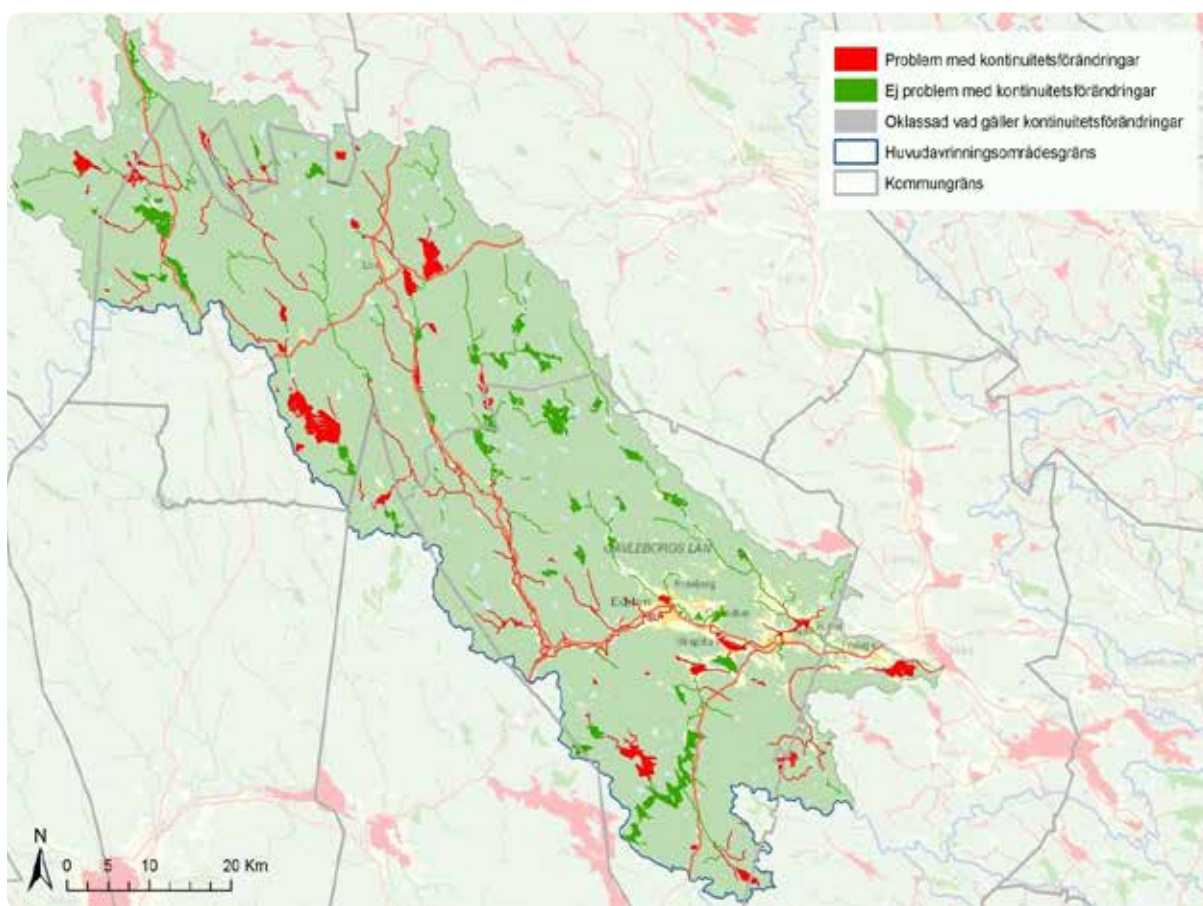 Problem med kontinuitetsförändringar
Ej problem med kontinuitetsförändringar
Oklassad vad gäller kontinuitetsförändringar
Huvudavrinningsområdesgräns
Kommungräns
GÄVLEBORGS LÄN
N
0 5 10 20 Km